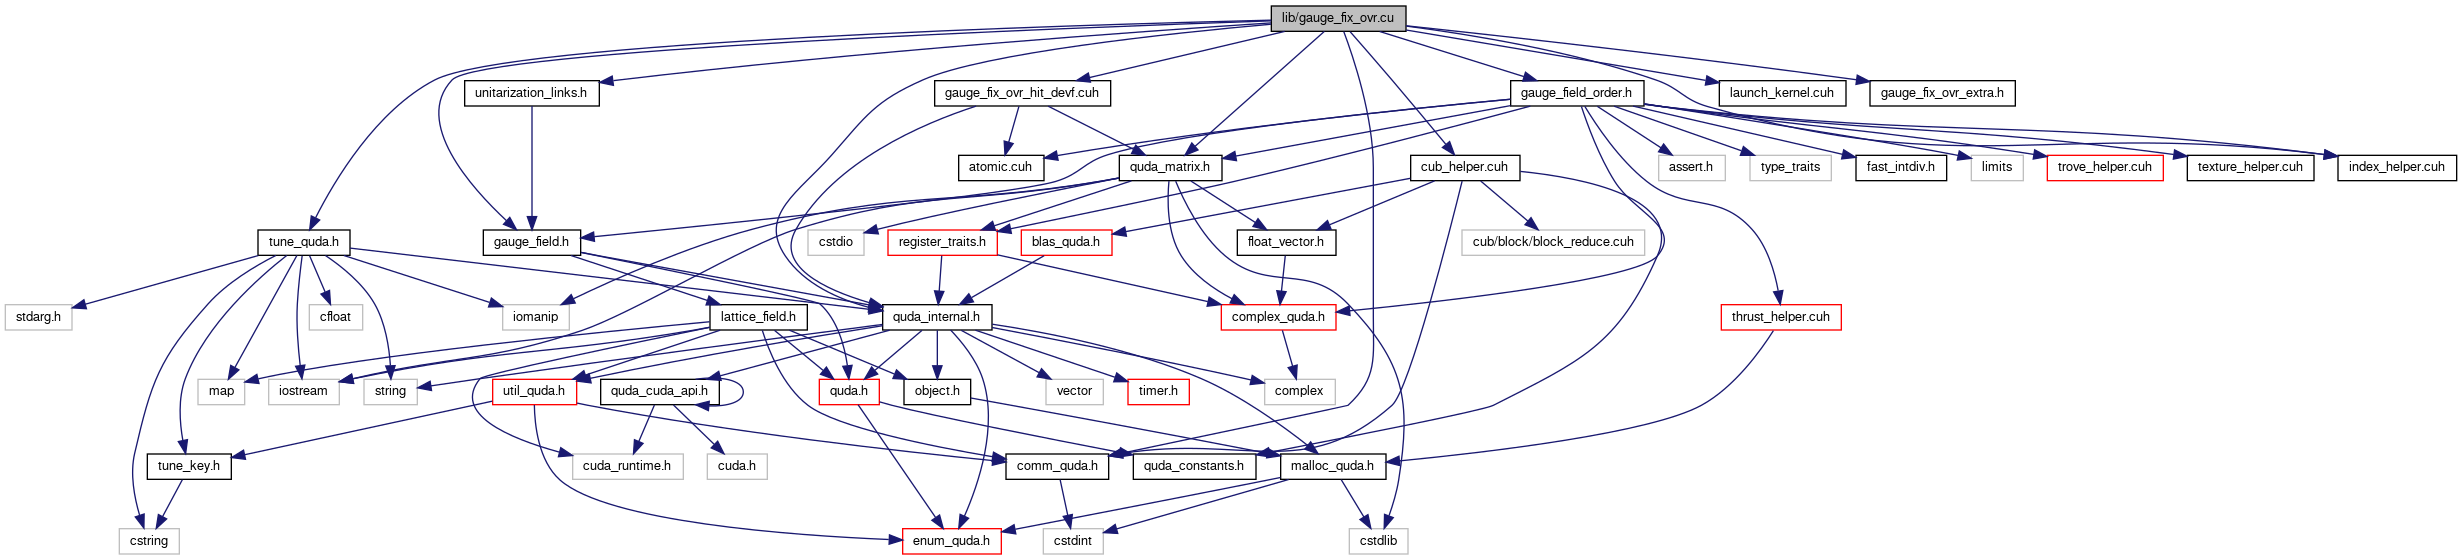 lib/gauge_fix_ovr.cu
unitarization_links.h
gauge_fix_ovr_hit_devf.cuh
gauge_field_order.h
launch_kernel.cuh
gauge_fix_ovr_extra.h
atomic.cuh
quda_matrix.h
cub_helper.cuh
assert.h
type_traits
fast_intdiv.h
limits
trove_helper.cuh
texture_helper.cuh
index_helper.cuh
tune_quda.h
gauge_field.h
cstdio
register_traits.h
blas_quda.h
float_vector.h
cub/block/block_reduce.cuh
stdarg.h
cfloat
iomanip
lattice_field.h
quda_internal.h
complex_quda.h
thrust_helper.cuh
map
iostream
string
util_quda.h
quda_cuda_api.h
quda.h
object.h
vector
timer.h
complex
tune_key.h
cuda_runtime.h
cuda.h
comm_quda.h
quda_constants.h
malloc_quda.h
cstring
enum_quda.h
cstdint
cstdlib